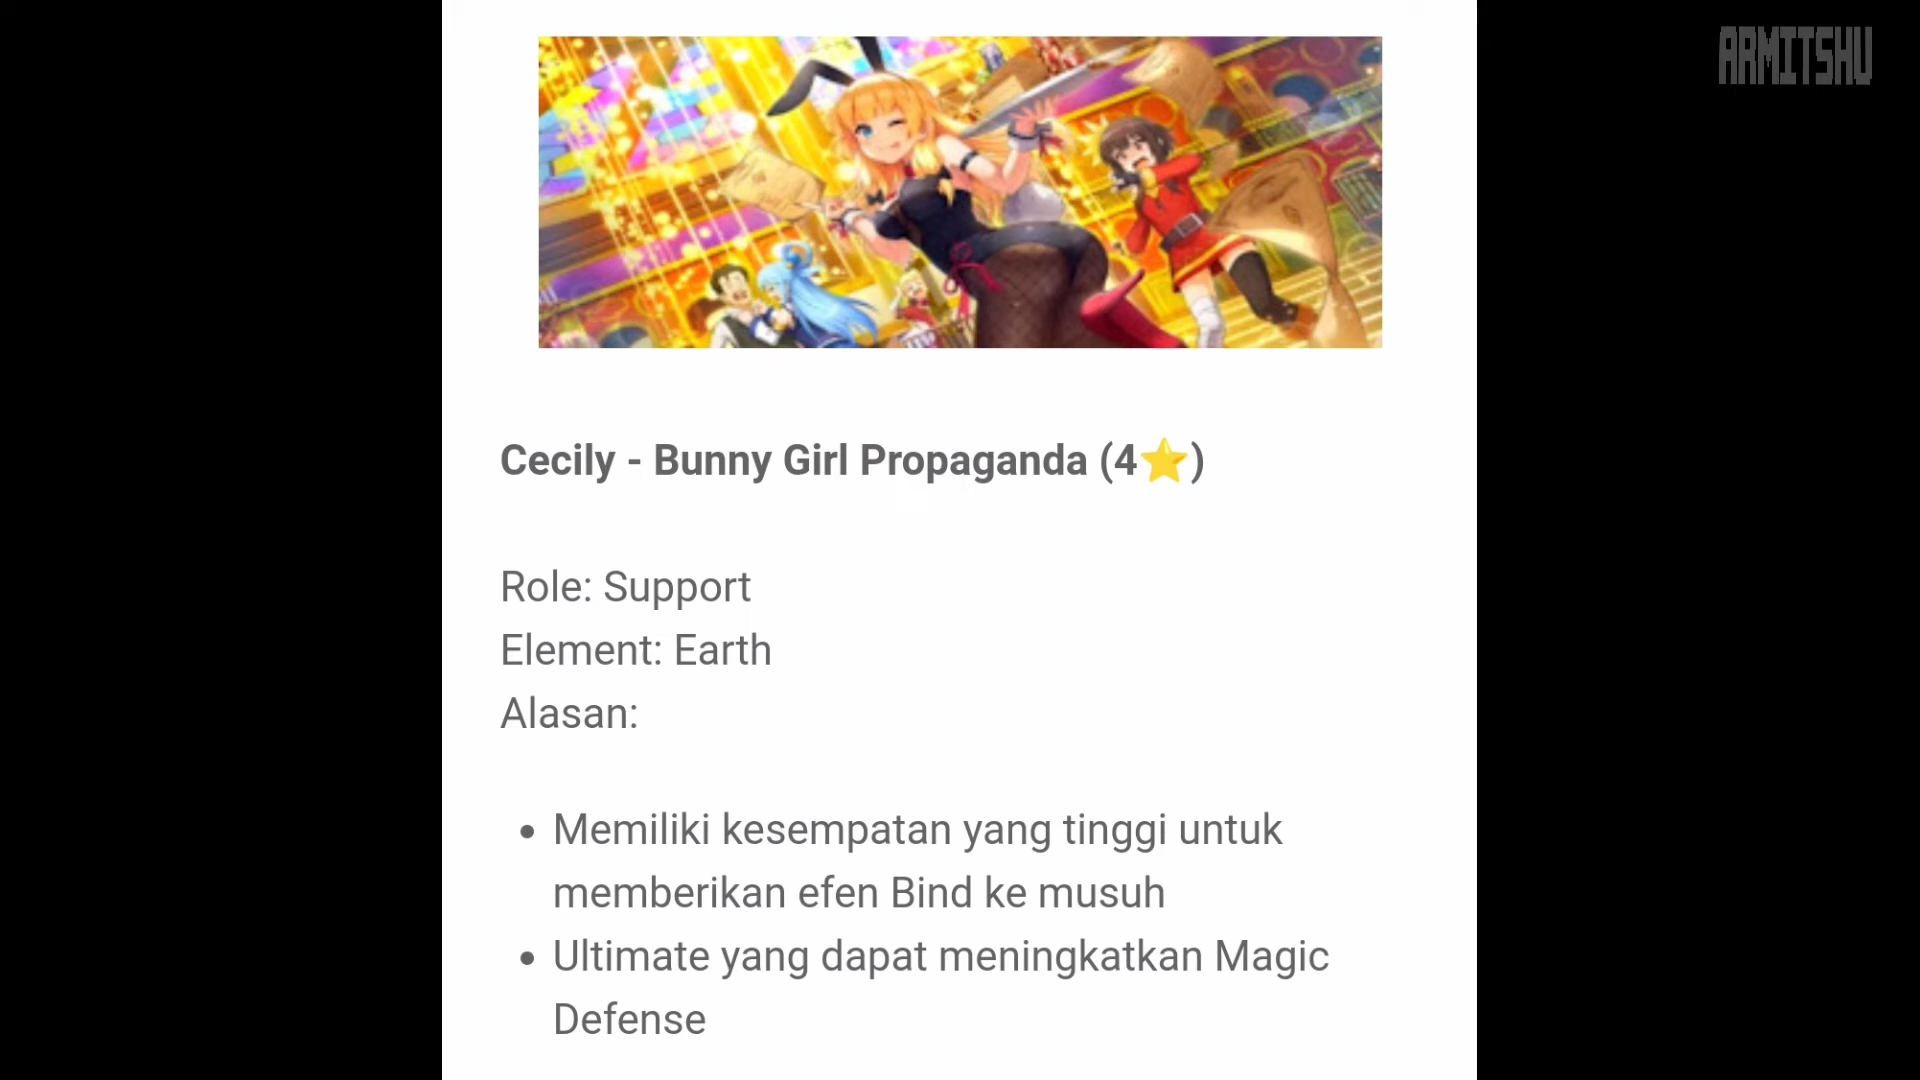 ARMITSHU
Cecily - Bunny Girl Propaganda (4⭐)
Role: Support
Element: Earth
Alasan:
• Memiliki kesempatan yang tinggi untuk
memberikan efen Bind ke musuh
• Ultimate yang dapat meningkatkan Magic
Defense